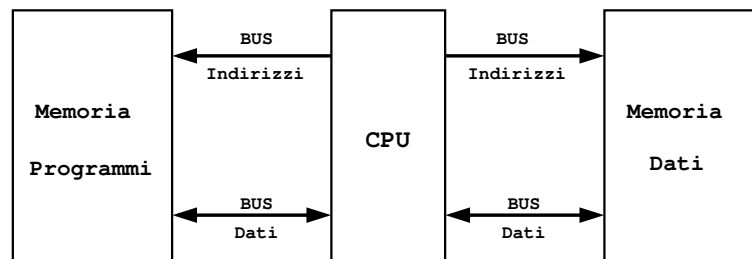 BUS
Indirizzi
BUS
Indirizzi
Memoria
Programmi
CPU
Memoria
Dati
BUS
Dati
BUS
Dati